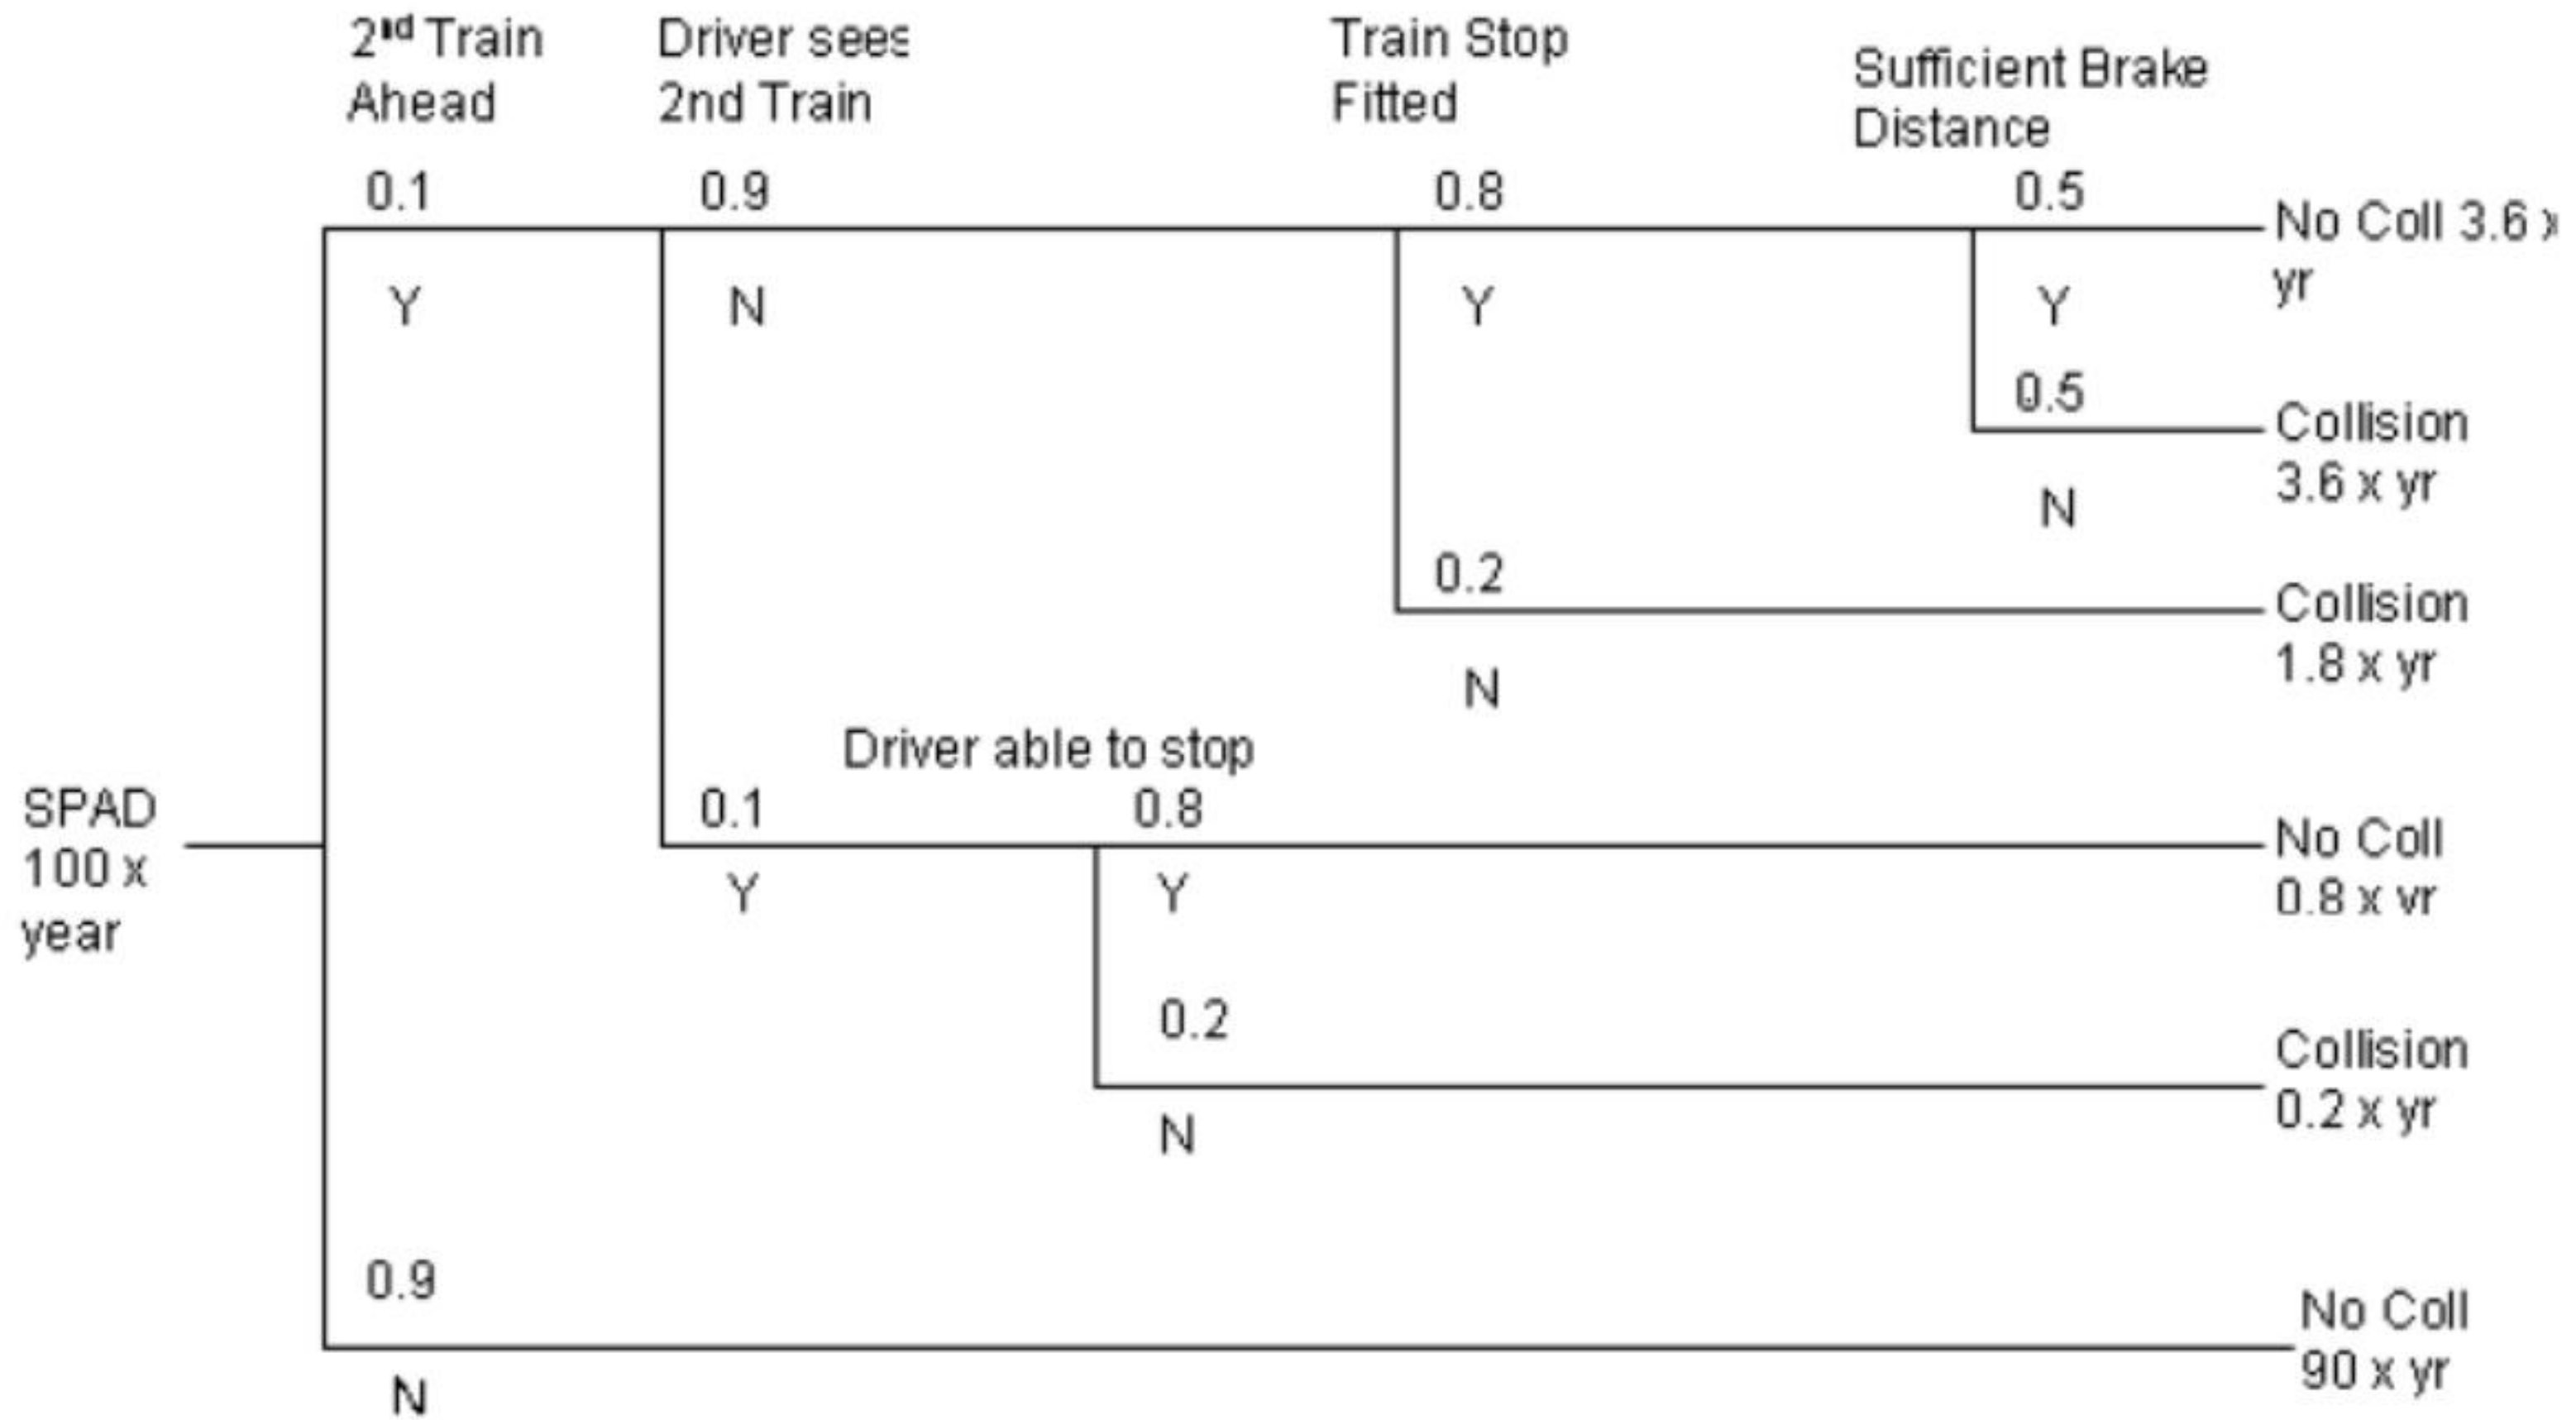 2nd Train
Ahead
Driver sees
2nd Train
Train Stop
Fitted
Sufficient Brake
Distance
0.1
0.9
0.8
0.5
No Coll 3.6 x
yr
Y
N
Y
Y
0.5
Collision
3.6 x yr
N
0.2
Collision
1.8 x yr
N
Driver able to stop
SPAD
100 x
year
0.1
0.8
No Coll
0.8 x yr
Y
Y
0.2
Collision
0.2 x yr
N
0.9
No Coll
90 x yr
N